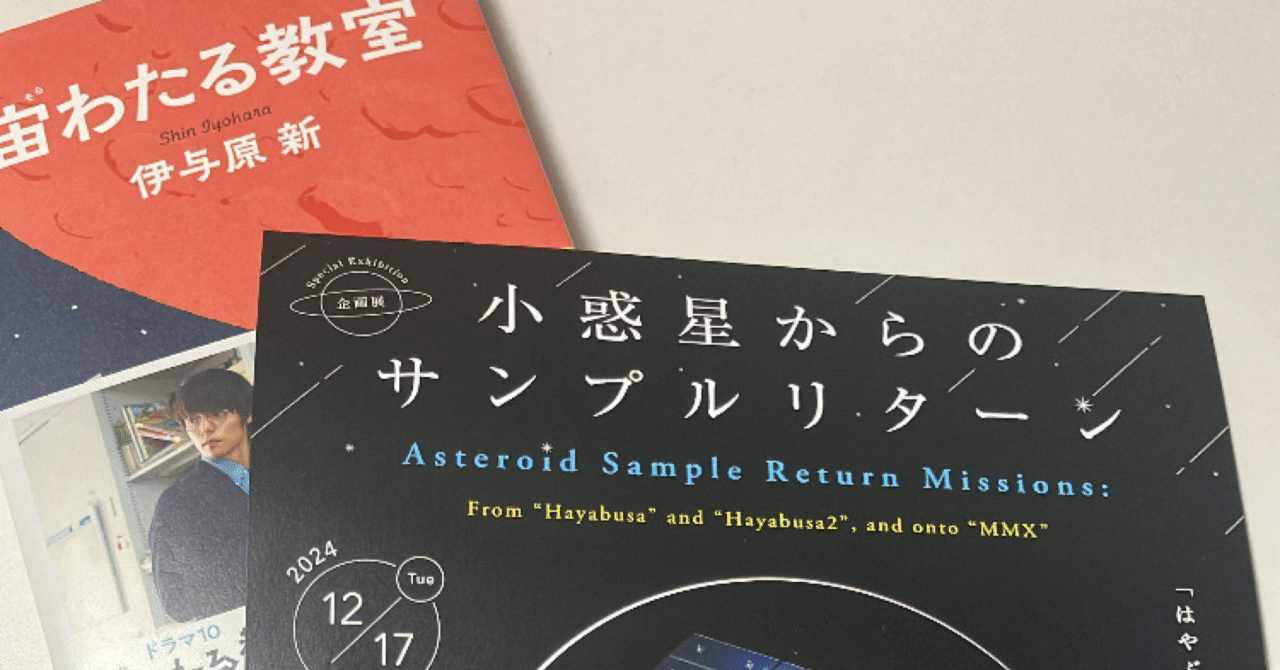 宙わたる教室
そら
Shin Iyohara
伊与原 新
Special Exhibition
企画展
小惑星からの
サンプルリターン
Asteroid Sample Return Missions:
From “Hayabusa” and “Hayabusa2”, and onto “MMX”
2024
12/17
Tue
「はや
ドラマ10